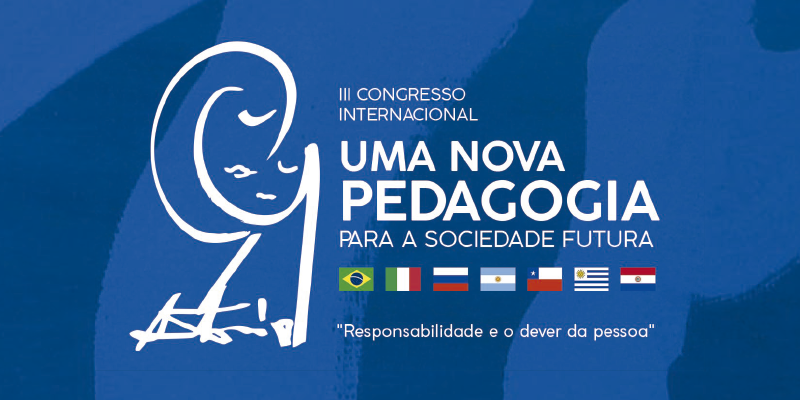 III CONGRESSO
INTERNACIONAL
UMA NOVA
PEDAGOGIA
PARA A SOCIEDADE FUTURA
"Responsabilidade e o dever da pessoa"